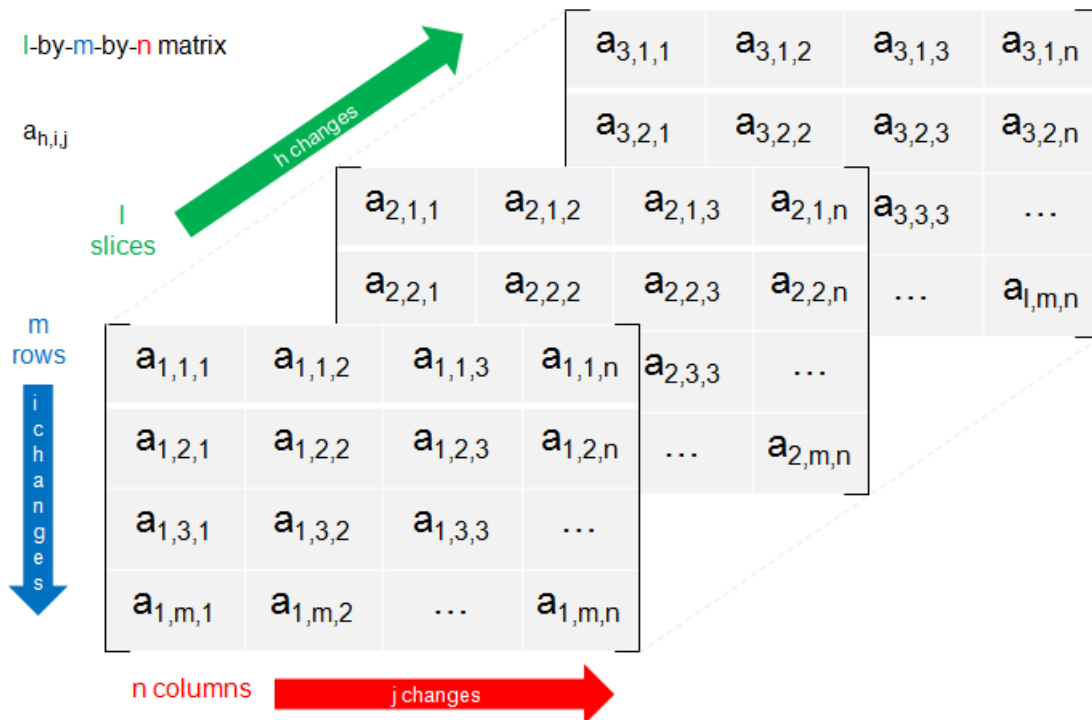 l-by-m-by-n matrix
a_{h,i,j}
h changes
l
slices
a_{3,1,1} a_{3,1,2} a_{3,1,3} a_{3,1,n}
a_{3,2,1} a_{3,2,2} a_{3,2,3} a_{3,2,n}
a_{3,3,3} ...
... a_{l,m,n}
a_{2,1,1} a_{2,1,2} a_{2,1,3} a_{2,1,n}
a_{2,2,1} a_{2,2,2} a_{2,2,3} a_{2,2,n}
a_{2,3,3} ...
... a_{2,m,n}
m
rows
i changes
a_{1,1,1} a_{1,1,2} a_{1,1,3} a_{1,1,n}
a_{1,2,1} a_{1,2,2} a_{1,2,3} a_{1,2,n}
a_{1,3,1} a_{1,3,2} a_{1,3,3} ...
a_{1,m,1} a_{1,m,2} ... a_{1,m,n}
n columns
j changes